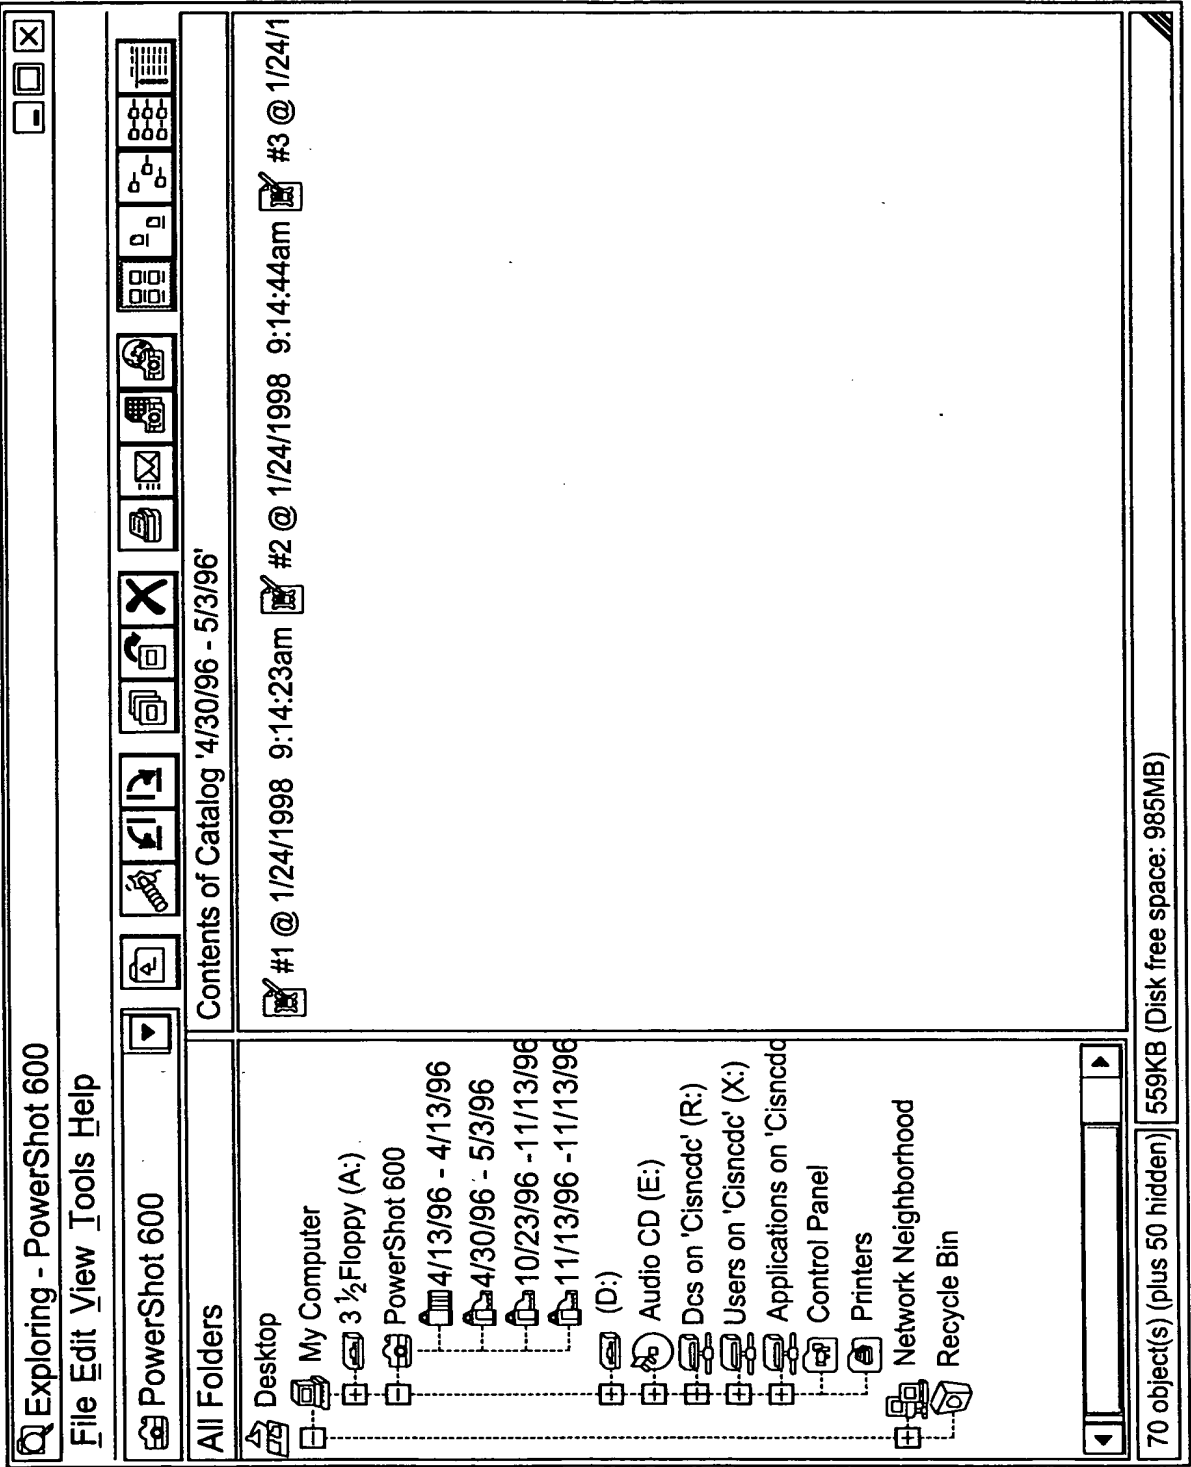 Exploring - PowerShot 600
File Edit View Tools Help
PowerShot 600
All Folders
Contents of Catalog '4/30/96 - 5/3/96'
Desktop
My Computer
3 ½Floppy (A:)
PowerShot 600
4/13/96 - 4/13/96
4/30/96 - 5/3/96
10/23/96 -11/13/96
11/13/96 -11/13/96
(D:)
Audio CD (E:)
Dcs on 'Cisncdc' (R:)
Users on 'Cisncdc' (X:)
Applications on 'Cisncdc
Control Panel
Printers
Network Neighborhood
Recycle Bin
#1 @ 1/24/1998 9:14:23am #2 @ 1/24/1998 9:14:44am #3 @ 1/24/1
70 object(s) (plus 50 hidden) 559KB (Disk free space: 985MB)